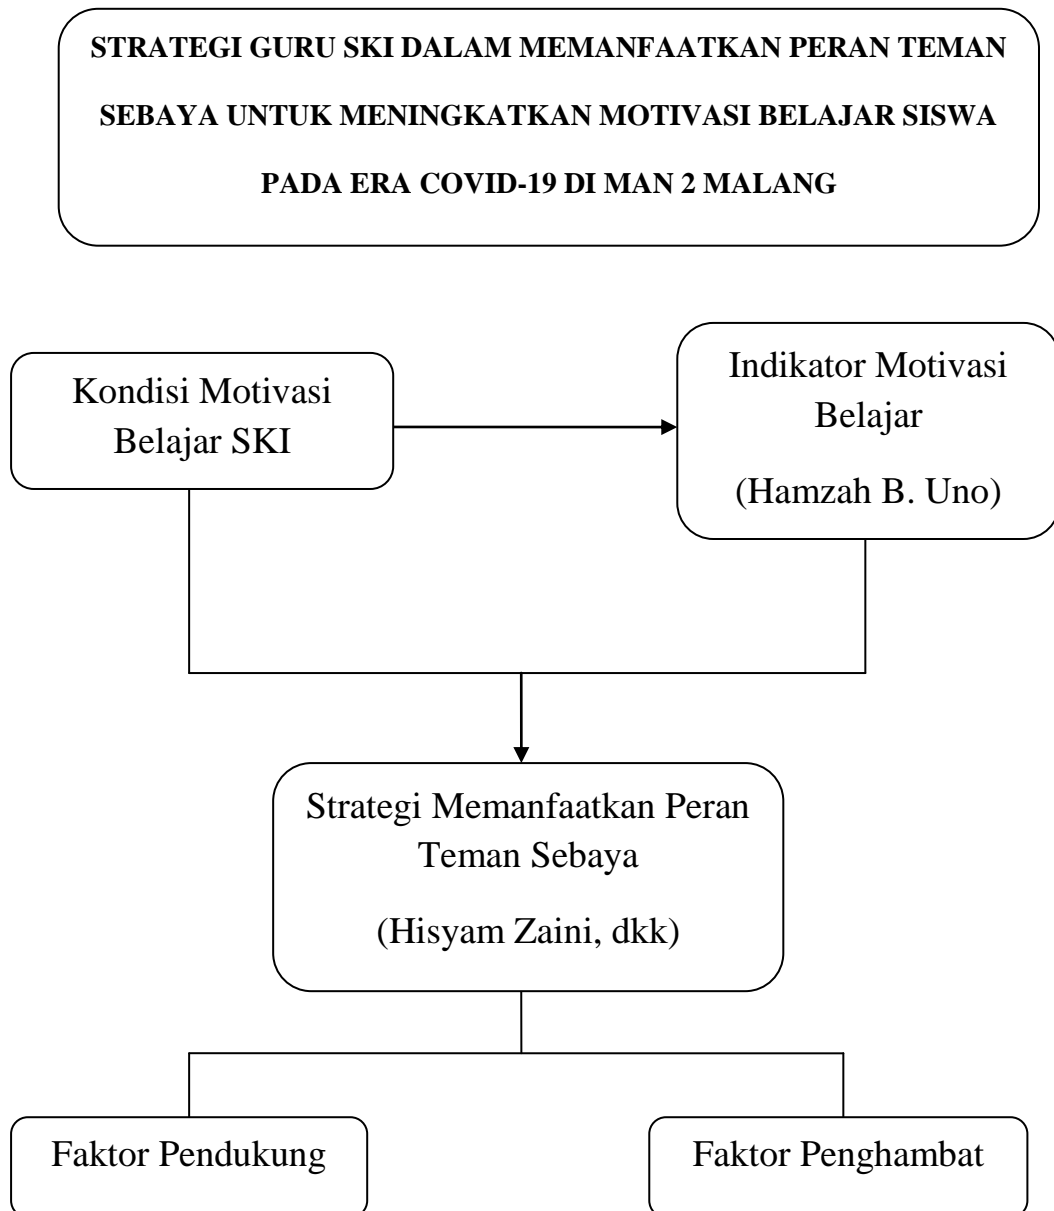 STRATEGI GURU SKI DALAM MEMANFAATKAN PERAN TEMAN
SEBAYA UNTUK MENINGKATKAN MOTIVASI BELAJAR SISWA
PADA ERA COVID-19 DI MAN 2 MALANG
Kondisi Motivasi
Belajar SKI
Indikator Motivasi
Belajar
(Hamzah B. Uno)
Strategi Memanfaatkan Peran
Teman Sebaya
(Hisyam Zaini, dkk)
Faktor Pendukung
Faktor Penghambat